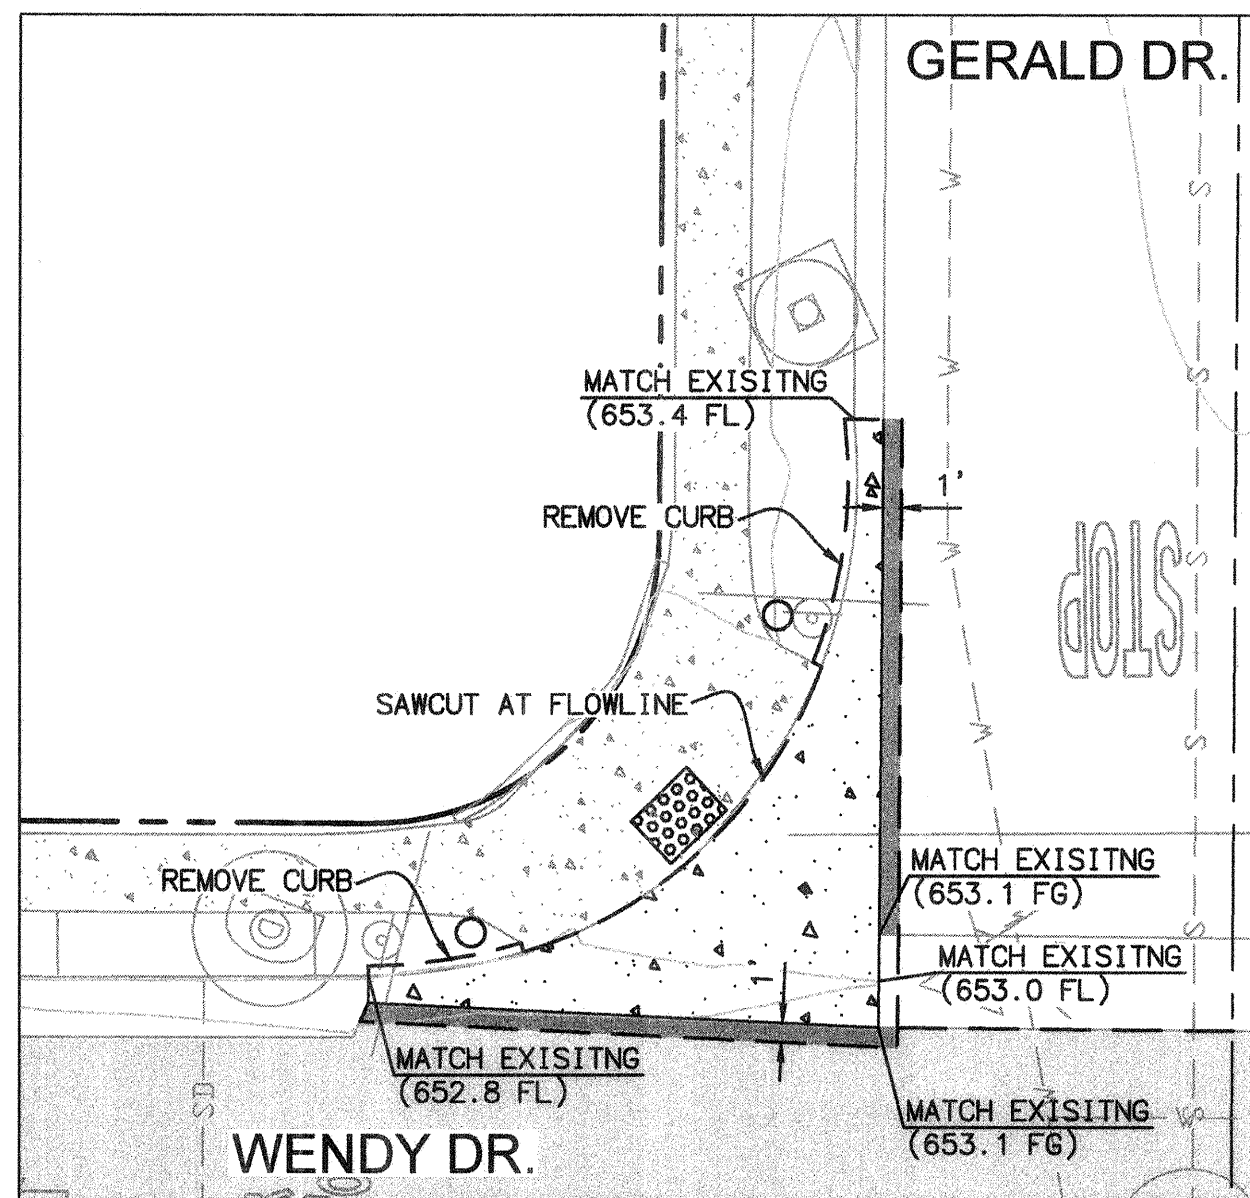 GERALD DR.
W
S
S
W
S
MATCH EXISITNG
(653.4 FL)
1'
REMOVE CURB
W
S
STOP
SAWCUT AT FLOWLINE
W
S
MATCH EXISITNG
(653.1 FG)
REMOVE CURB
W
S
MATCH EXISITNG
(653.0 FL)
1'
MATCH EXISITNG
(652.8 FL)
SD
W
S
MATCH EXISITNG
(653.1 FG)
WENDY DR.